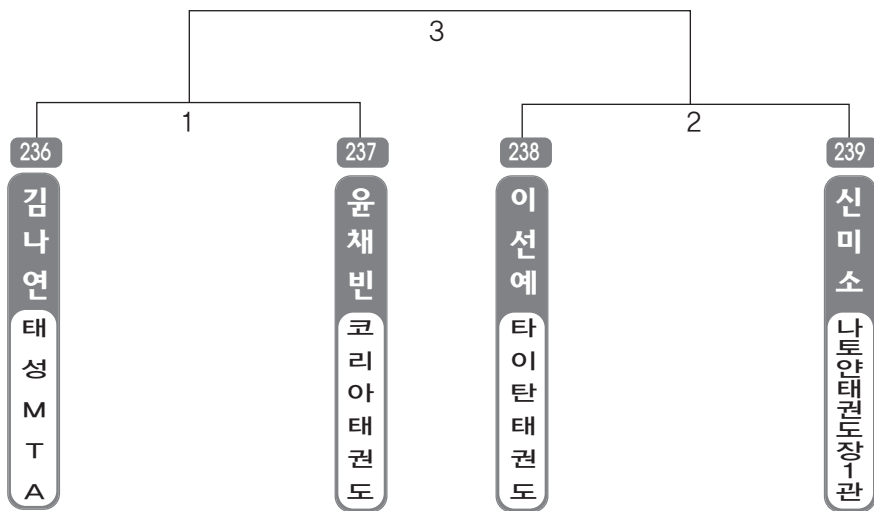 3
1
2
236
237
238
239
김나연
윤채빈
이선예
신미소
태성MTA
코리아태권도
타이탄태권도
나토얀태권도장1관